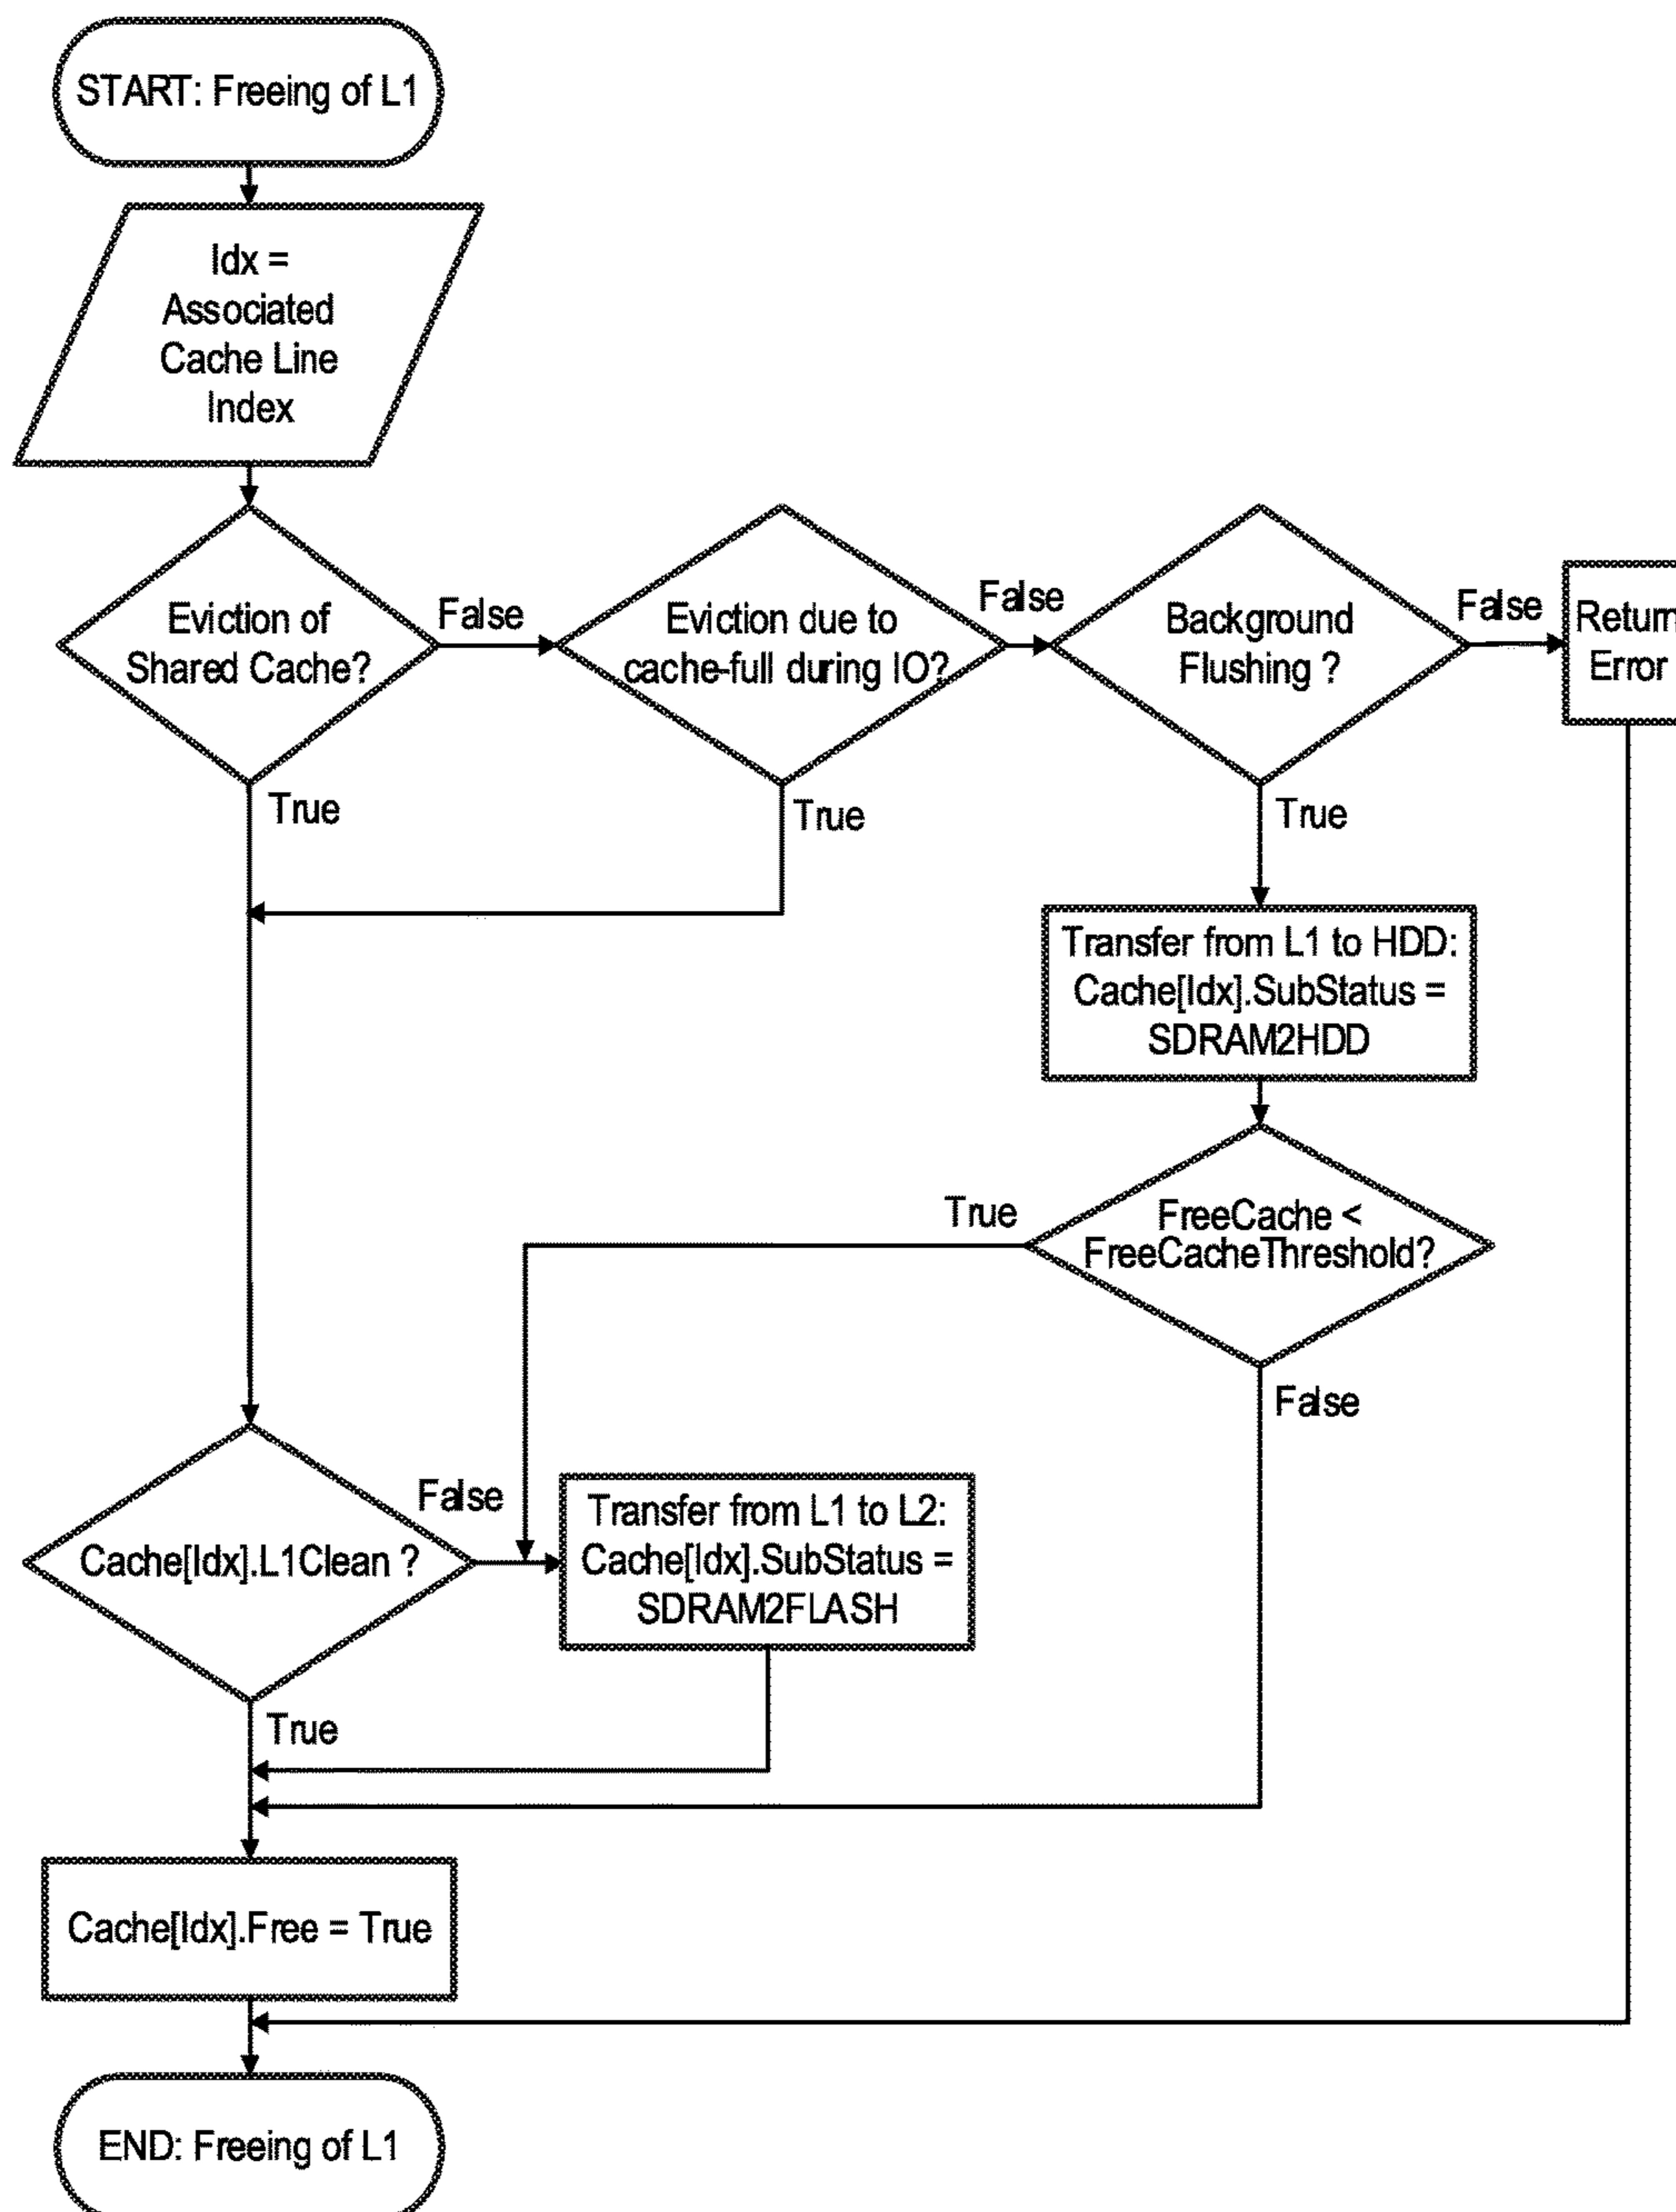 START: Freeing of L1
Idx =
Associated
Cache Line
Index
Eviction of
Shared Cache?
False
Eviction due to
cache-full during IO?
False
Background
Flushing ?
False
Return
Error
True
True
True
Transfer from L1 to HDD:
Cache[Idx].SubStatus =
SDRAM2HDD
True
FreeCache <
FreeCacheThreshold?
False
Cache[Idx].L1Clean ?
False
Transfer from L1 to L2:
Cache[Idx].SubStatus =
SDRAM2FLASH
True
Cache[Idx].Free = True
END: Freeing of L1